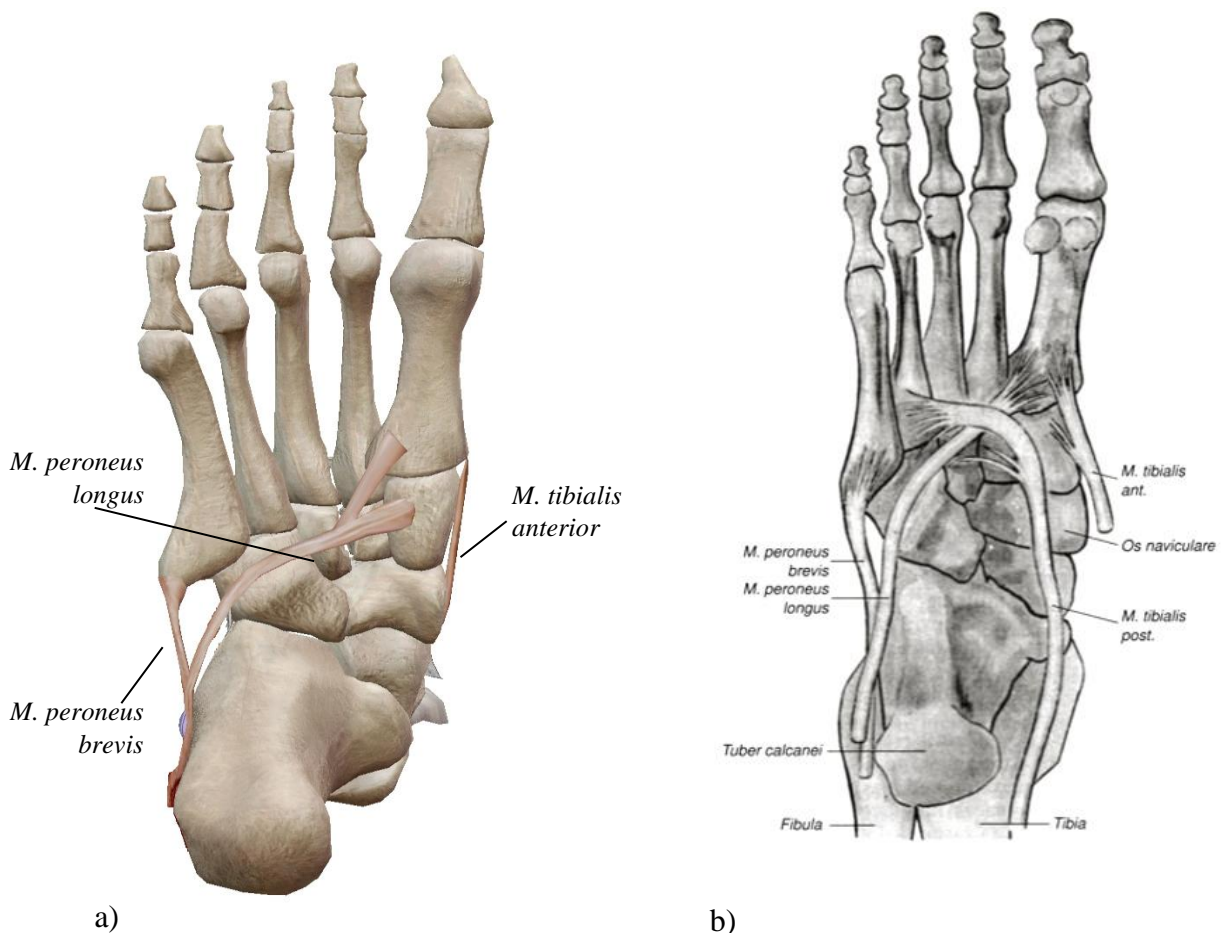 M. peroneus
longus
M. tibialis
anterior
M. peroneus
brevis
a)
M. tibialis
ant.
Os naviculare
M. peroneus
brevis
M. peroneus
longus
M. tibialis
post.
Tuber calcanei
Fibula
Tibia
b)